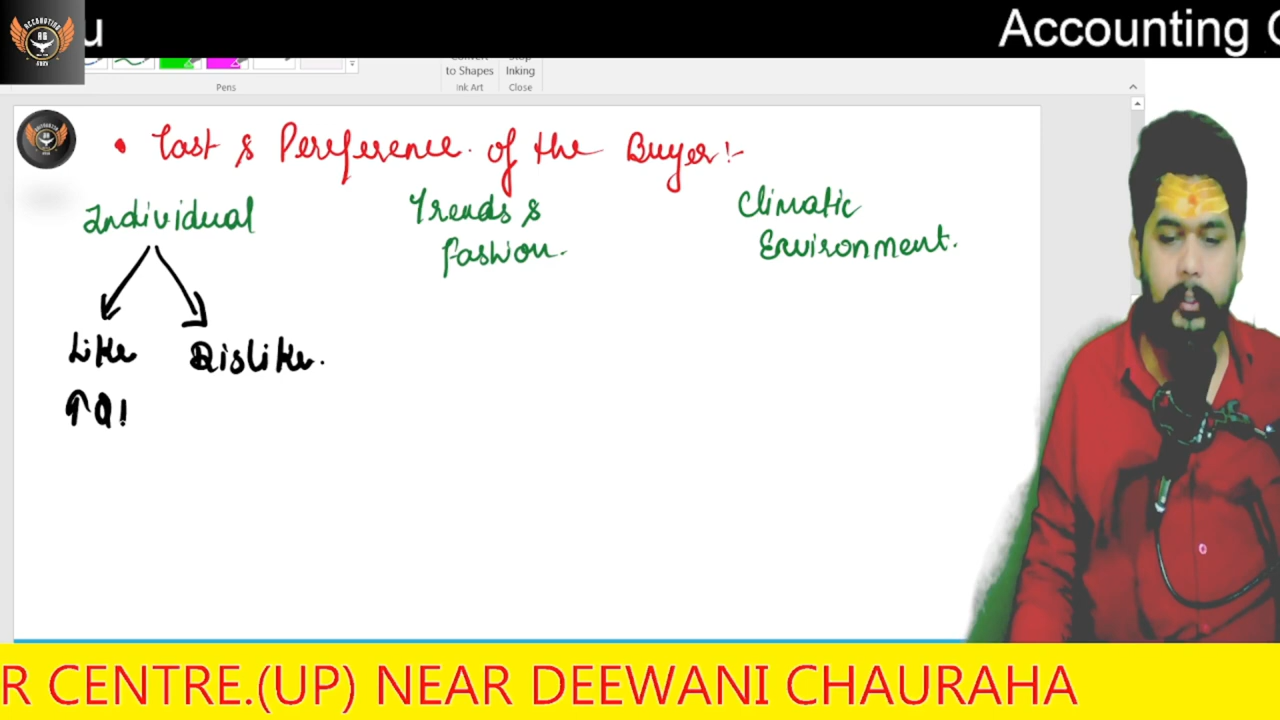 u
Accounting
to Shapes
Inking
Pens
Ink Art
Close
• Tast & Pereference of the Buyer:-
Individual
Trends &
Fashion.
Climatic
Environment.
Like
Dislike.
↑Q!
R CENTRE.(UP) NEAR DEEWANI CHAURAHA